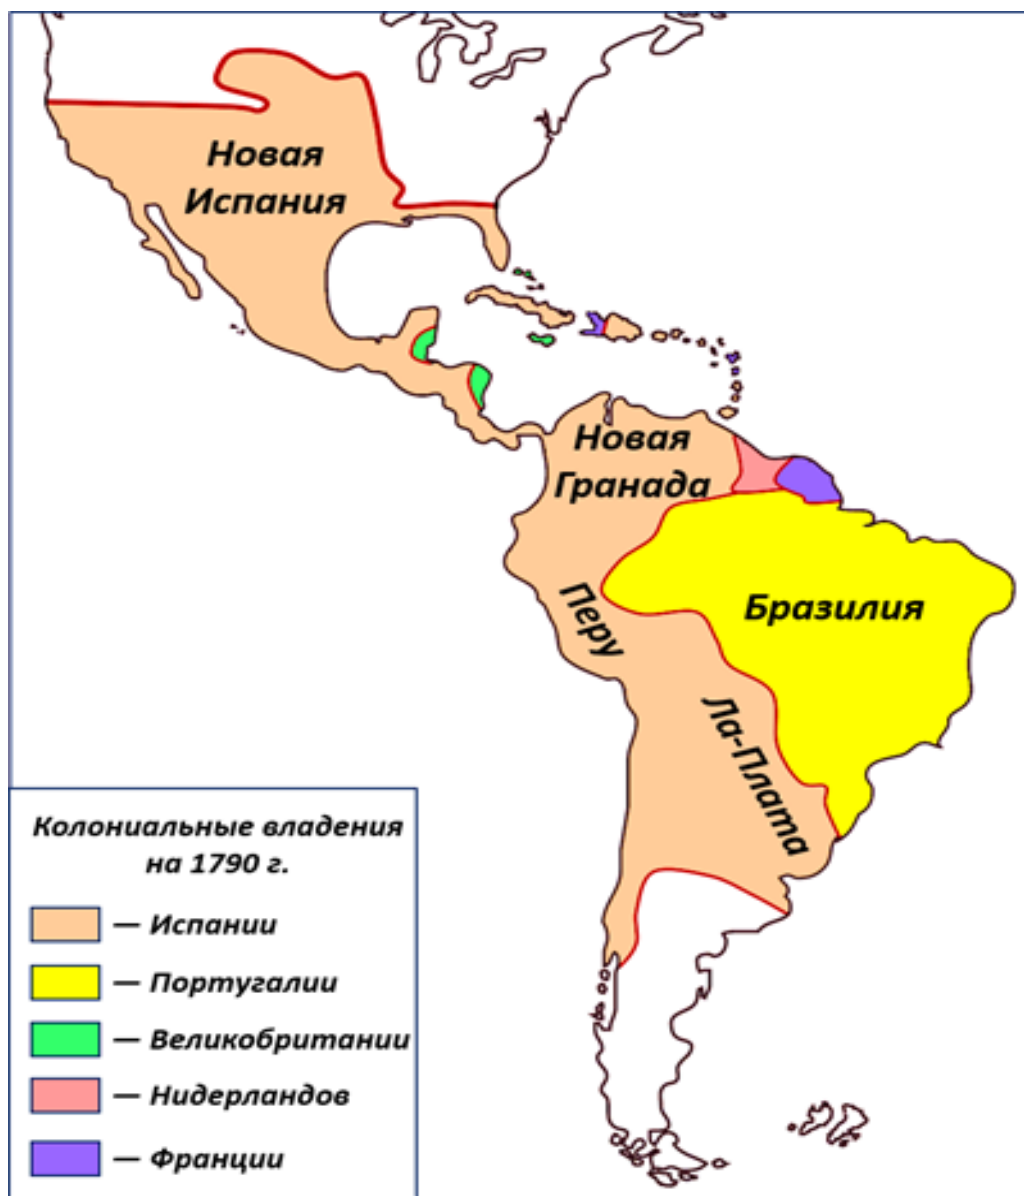 Новая
Испания
Новая
Гранада
Перу
Бразилия
Ла-Плата
Колониальные владения
на 1790 г.
— Испании
— Португалии
— Великобритании
— Нидерландов
— Франции